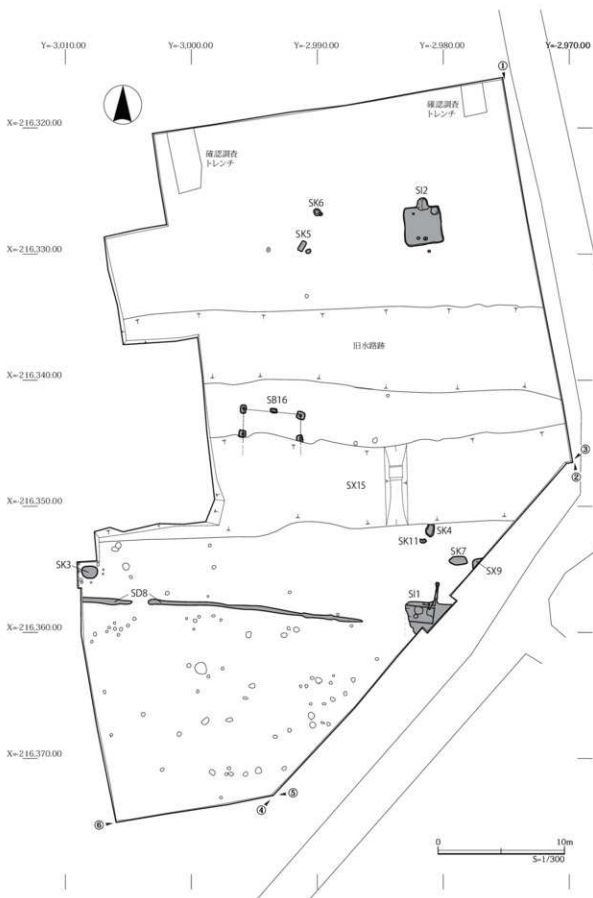 Y=-3,010.00
Y=-3,000.00
Y=-2,990.00
Y=-2,980.00
Y=-2,970.00
①
X=-216,320.00
確認調査
トレンチ
確認調査
トレンチ
SK6
SI2
SK5
X=-216,330.00
旧水路跡
X=-216,340.00
SB16
③
②
SX15
X=-216,350.00
SK4
SK11
SK7
SX9
SK3
SD8
SI1
X=-216,360.00
X=-216,370.00
⑤
④
⑥
0
10m
S=1/300